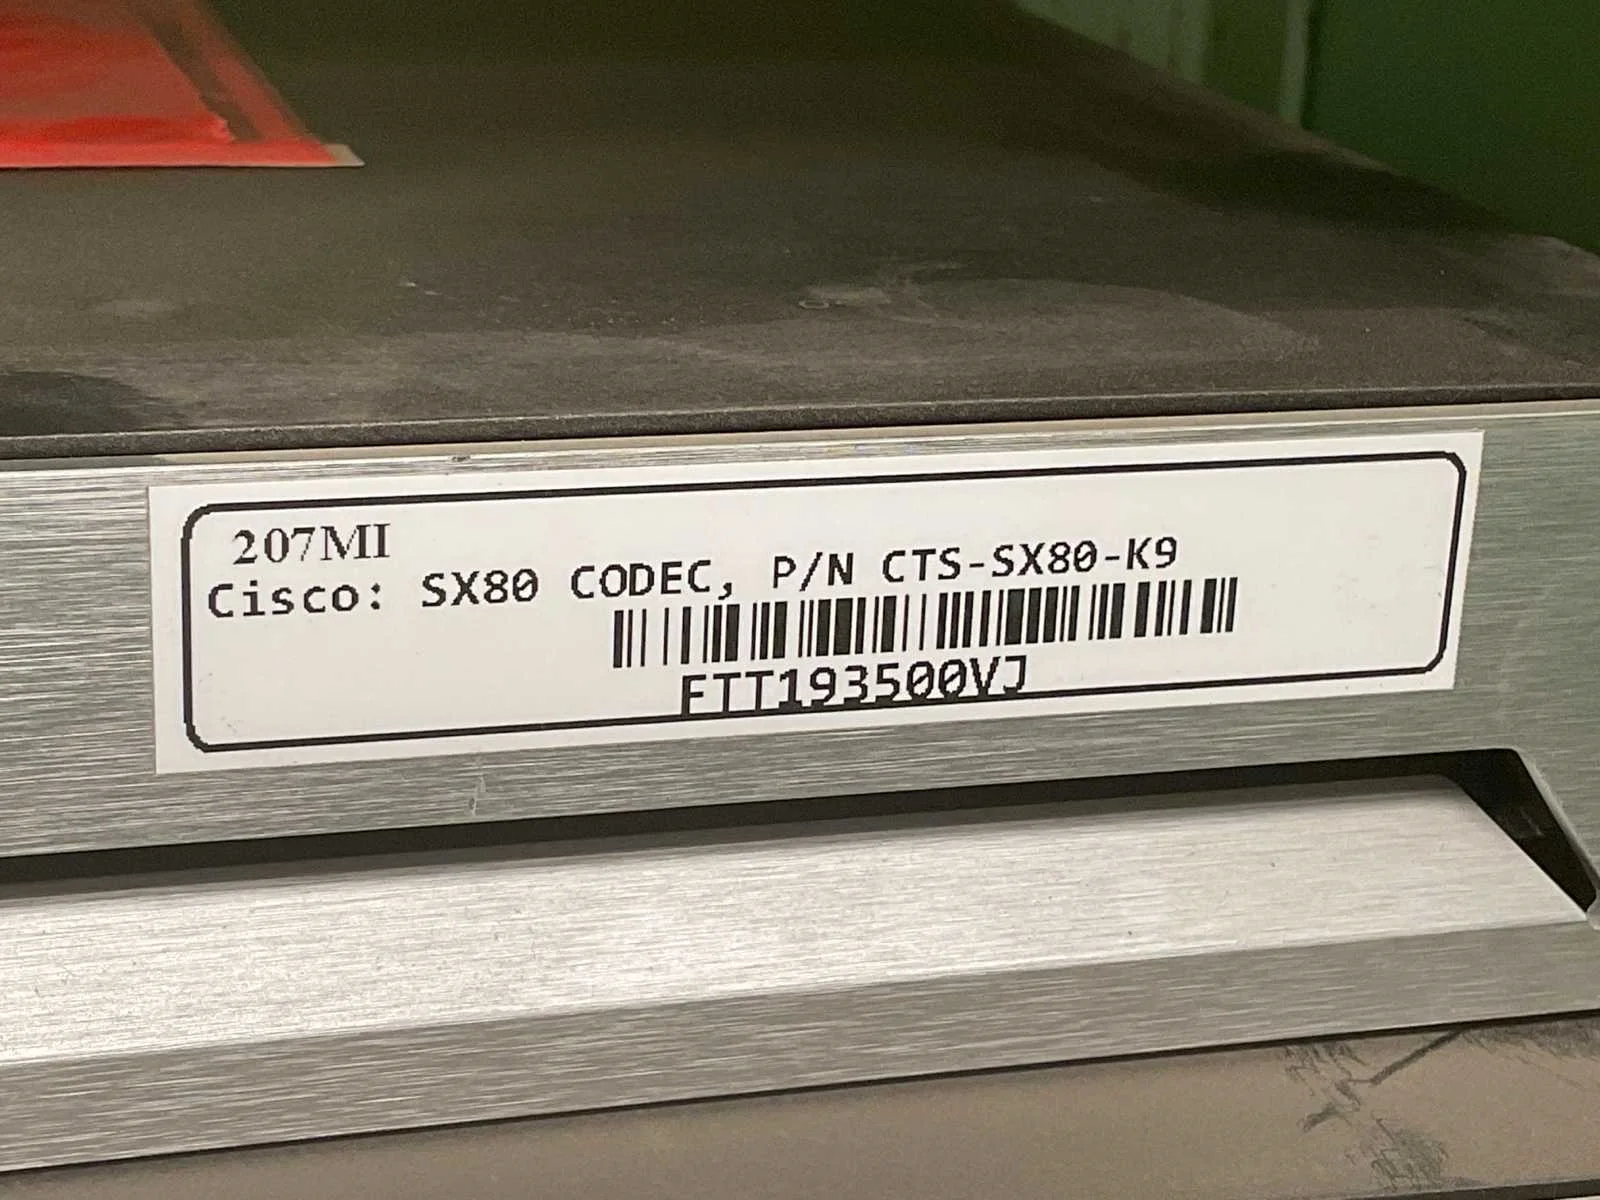 207MI
Cisco: SX80 CODEC, P/N CTS-SX80-K9
FTT193500VJ